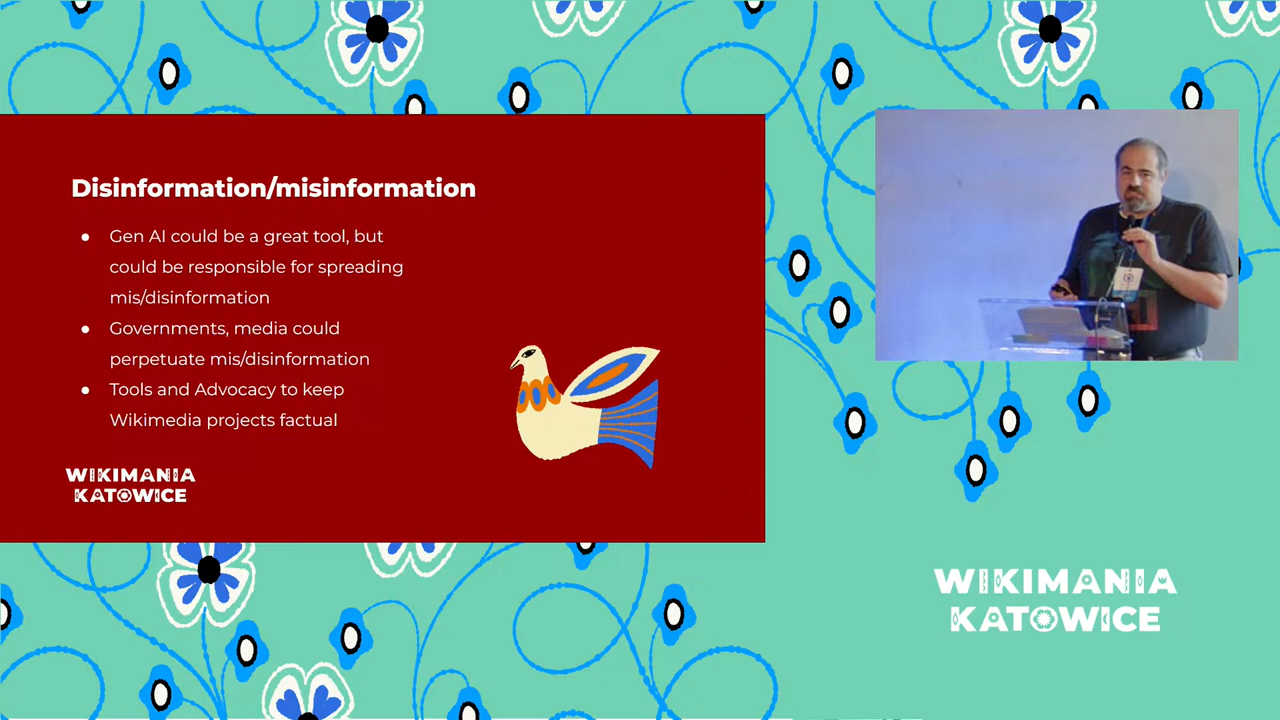 Disinformation/misinformation
● Gen AI could be a great tool, but
could be responsible for spreading
mis/disinformation
● Governments, media could
perpetuate mis/disinformation
● Tools and Advocacy to keep
Wikimedia projects factual
WIKIMANIA
KATOWICE
WIKIMANIA
KATOWICE